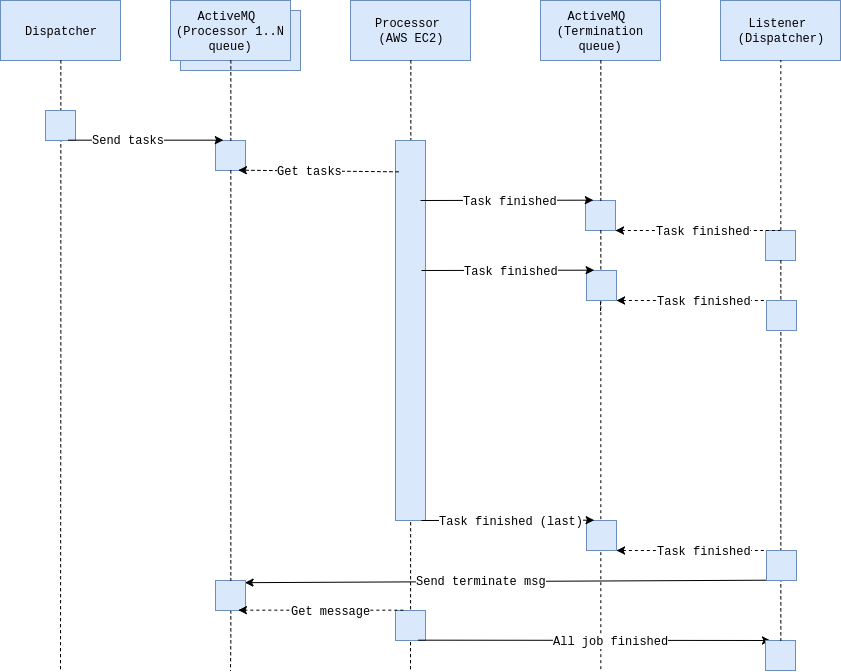 Dispatcher
ActiveMQ
(Processor 1..N
queue)
Processor
(AWS EC2)
ActiveMQ
(Termination
queue)
Listener
(Dispatcher)
Send tasks
Get tasks
Task finished
Task finished
Task finished
Task finished
Task finished (last)
Task finished
Send terminate msg
Get message
All job finished